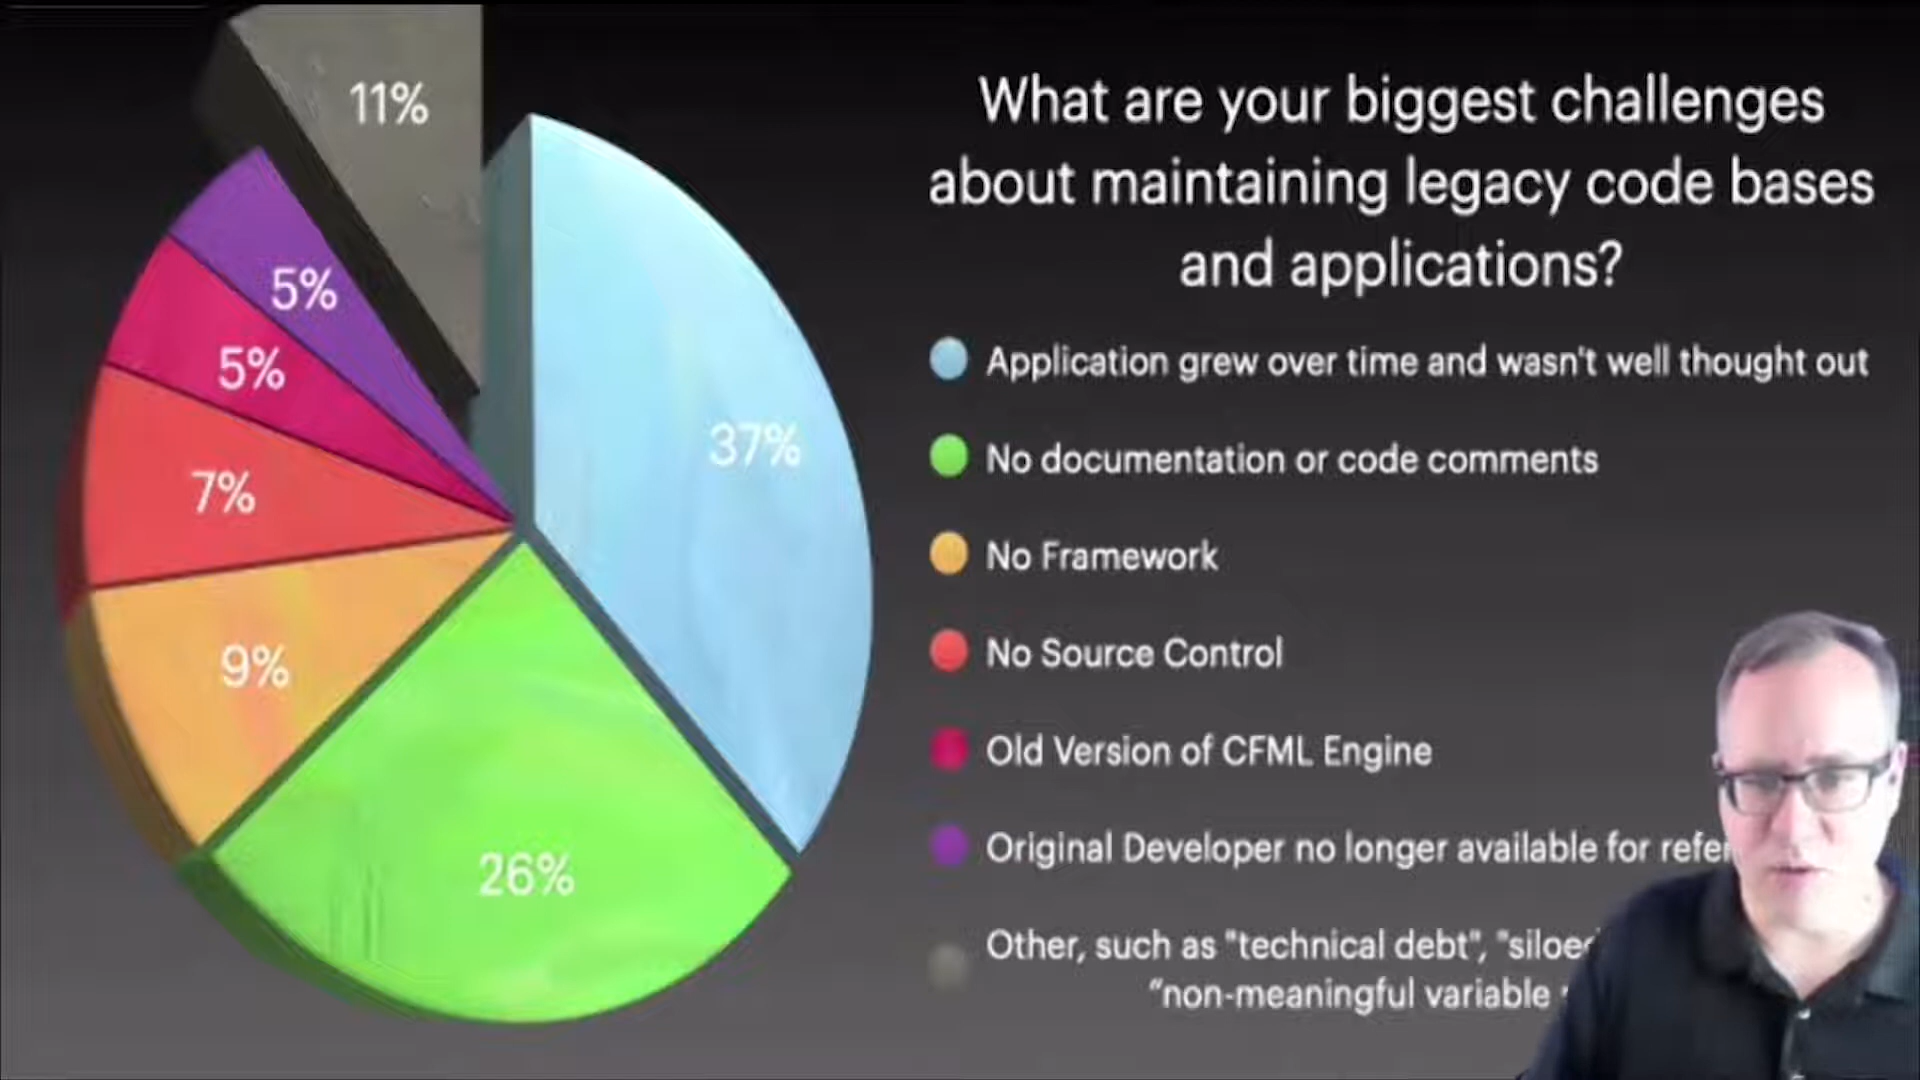 11%
5%
5%
37%
7%
9%
26%
What are your biggest challenges
about maintaining legacy code bases
and applications?
Application grew over time and wasn't well thought out
No documentation or code comments
No Framework
No Source Control
Old Version of CFML Engine
Original Developer no longer available for
Other, such as "technical debt",
“non-meaningful variable